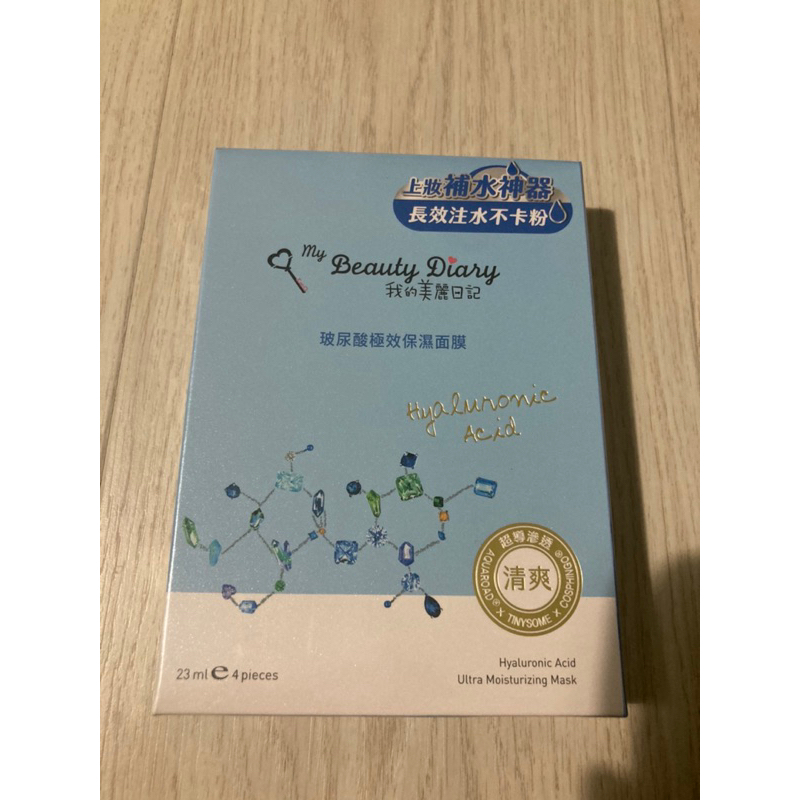 上妝補水神器
長效注水不卡粉
My Beauty Diary
我的美麗日記
玻尿酸極效保濕面膜
Hyaluronic
Acid
超導滲透
清爽
AQUAROAD® X TINYSOME X COSPHINGO®
23 ml e 4 pieces
Hyaluronic Acid
Ultra Moisturizing Mask